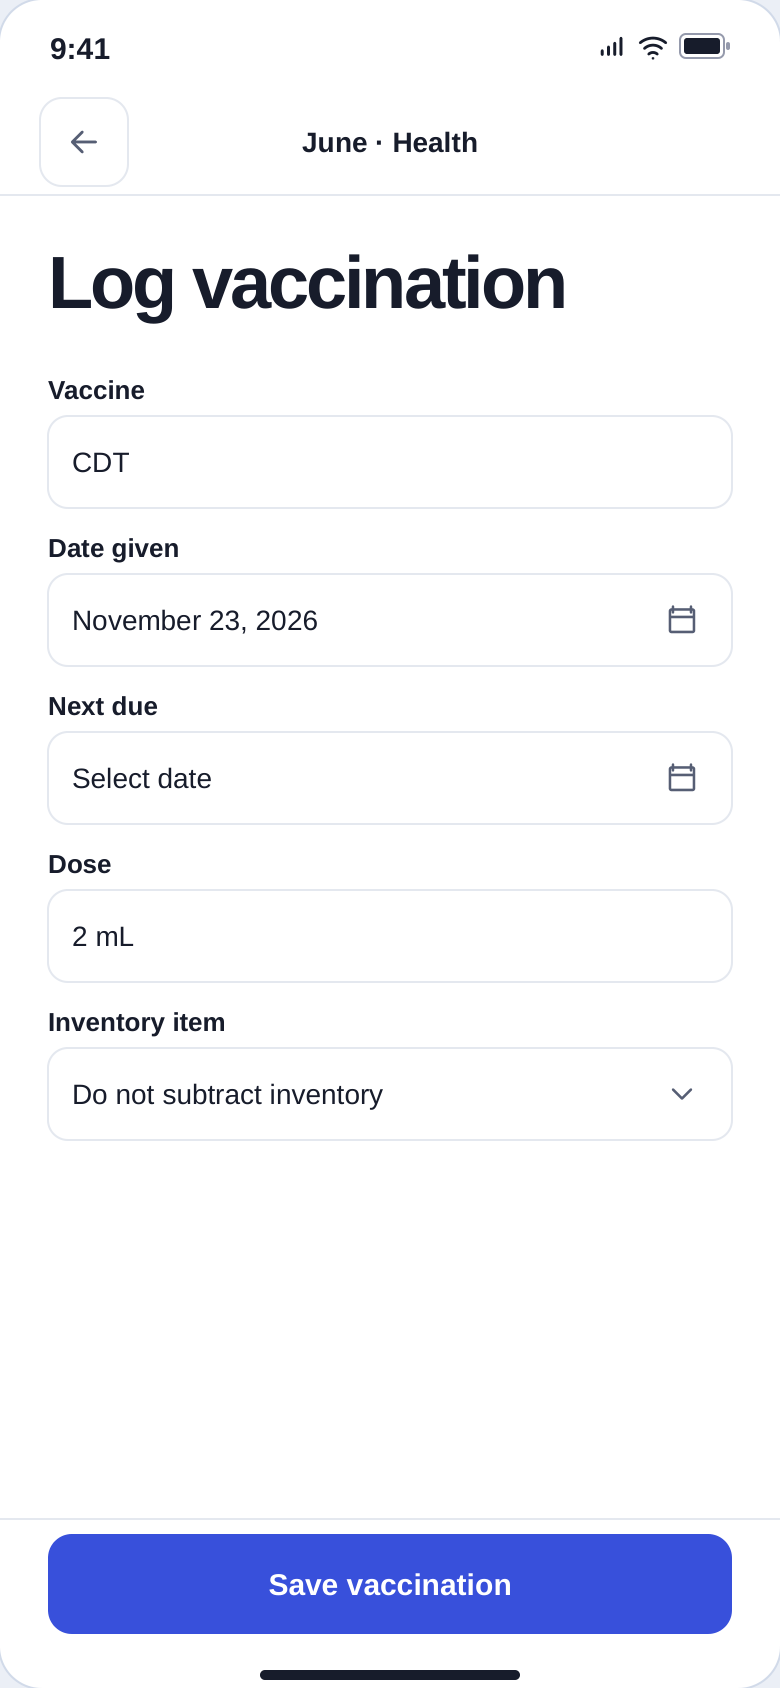 9:41
June · Health
Log vaccination
Vaccine
CDT
Date given
November 23, 2026
Next due
Select date
Dose
2 mL
Inventory item
Do not subtract inventory
Save vaccination